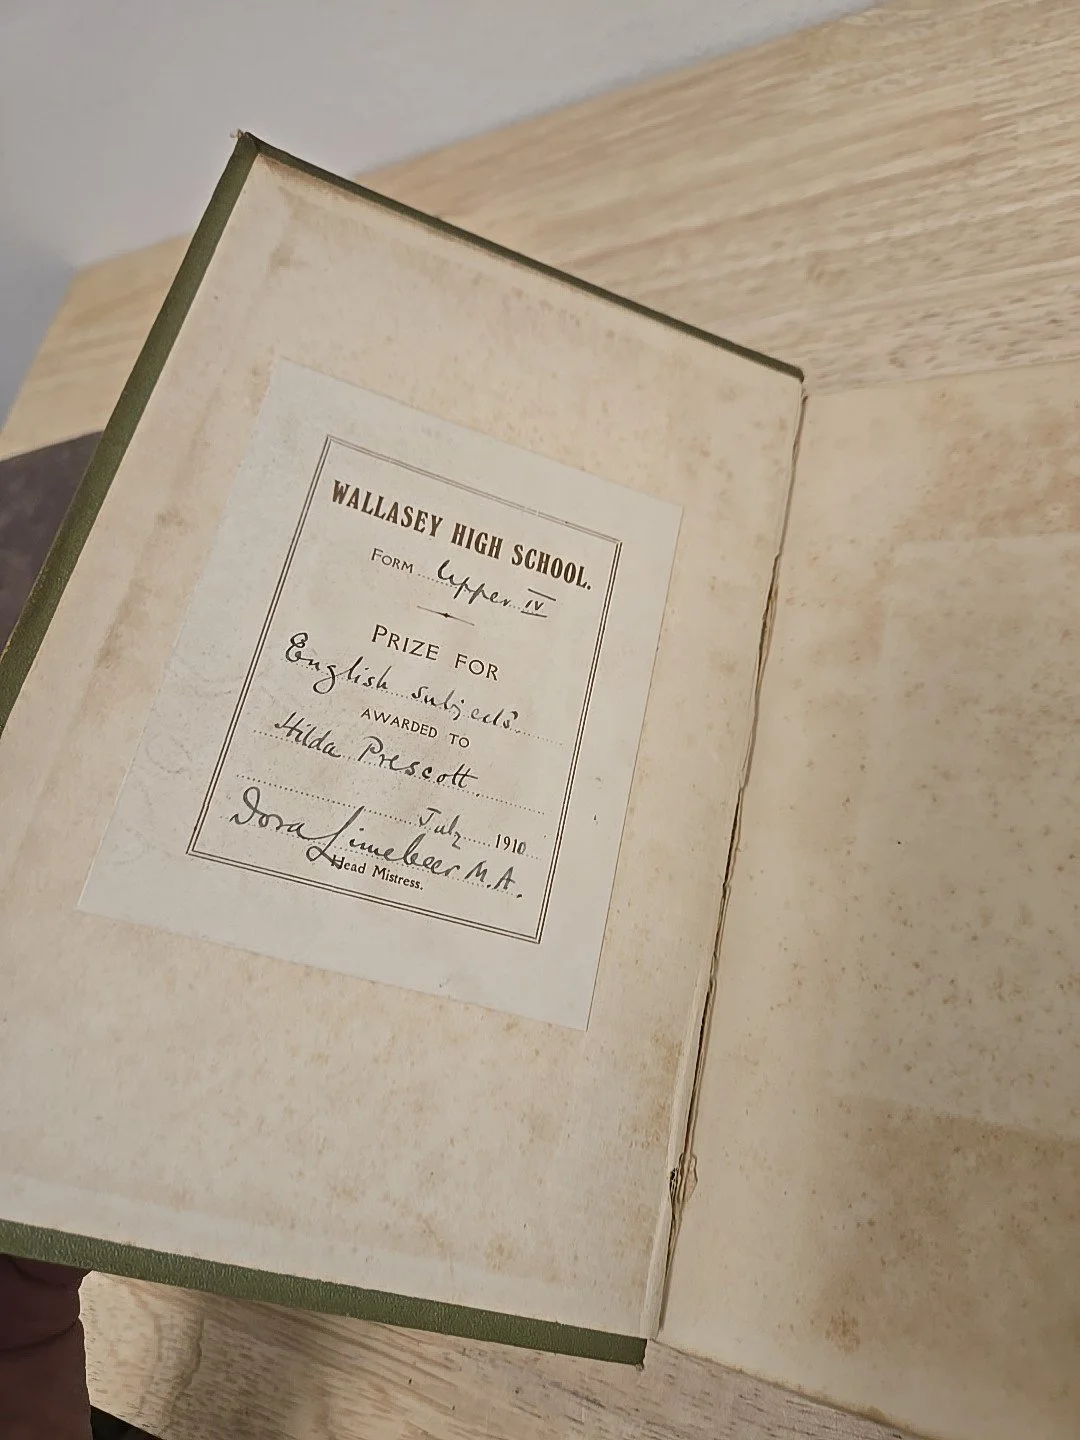 WALLASEY HIGH SCHOOL.
FORM Upper IV
PRIZE FOR
English subjects
AWARDED TO
Hilda Prescott.
July 1910
Dora Limebeer M.A.
Head Mistress.